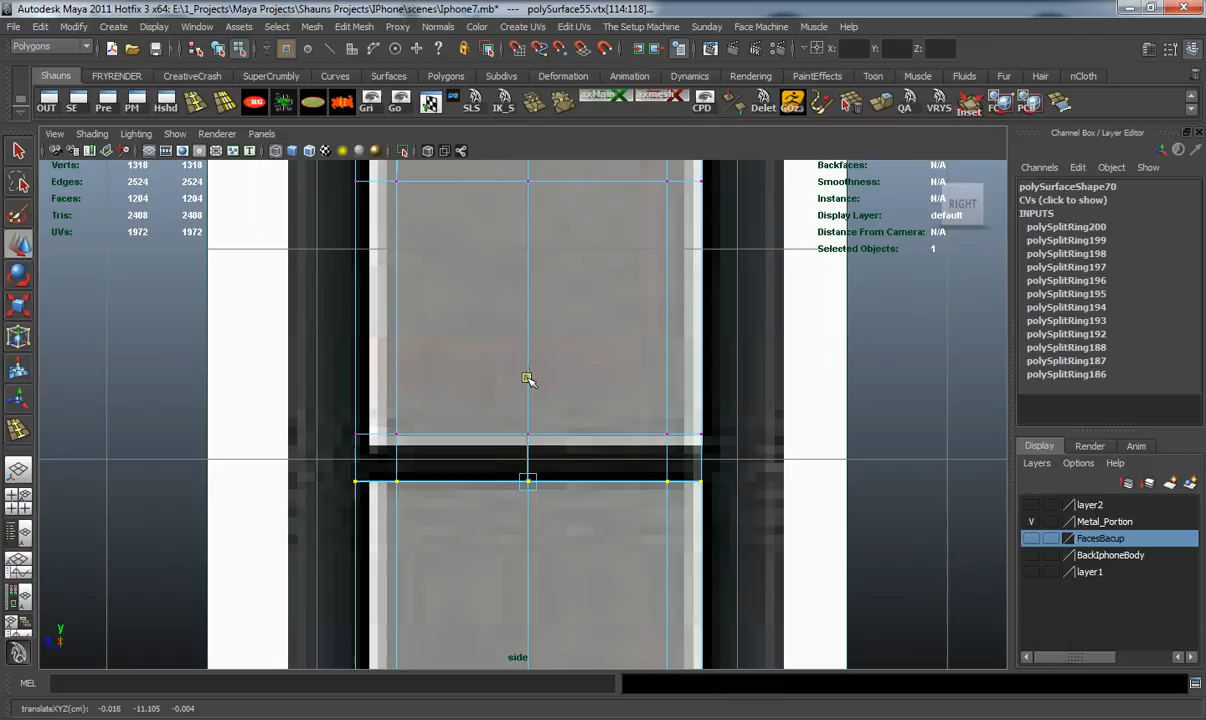 Autodesk Maya 2011 Hotfix 3 x64: E:\1_Projects\Maya Projects\Shauns Projects\IPhone\scenes\Iphone7.mb* --- polySurface55.vtx[114:118]...
File Edit Modify Create Display Window Assets Select Mesh Edit Mesh Proxy Normals Color Create UVs Edit UVs The Setup Machine Sunday Face Machine Muscle Help
Polygons X: Y: Z:
Shauns FRYRENDER CreativeCrash SuperCrumbly Curves Surfaces Polygons Subdivs Deformation Animation Dynamics Rendering PaintEffects Toon Muscle Fluids Fur Hair nCloth
OUT SE Pre PM Hshd Gri Go SLS IK_S axMain axmesh CPD Delet GOz3 QA VRYS Inset
View Shading Lighting Show Renderer Panels
Channel Box / Layer Editor
Channels Edit Object Show
Verts: 1318 1318
Edges: 2524 2524
Faces: 1204 1204
Tris: 2408 2408
UVs: 1972 1972
Backfaces: N/A
Smoothness: N/A
Instance: N/A
Display Layer: default
Distance From Camera: N/A
Selected Objects: 1
RIGHT
side
polySurfaceShape70
CVs (click to show)
INPUTS
polySplitRing200
polySplitRing199
polySplitRing198
polySplitRing197
polySplitRing196
polySplitRing195
polySplitRing194
polySplitRing193
polySplitRing192
polySplitRing188
polySplitRing187
polySplitRing186
Display Render Anim
Layers Options Help
layer2
V Metal_Portion
FacesBacup
BackIphoneBody
layer1
MEL
translateXYZ(cm): -0.018 -11.105 -0.004